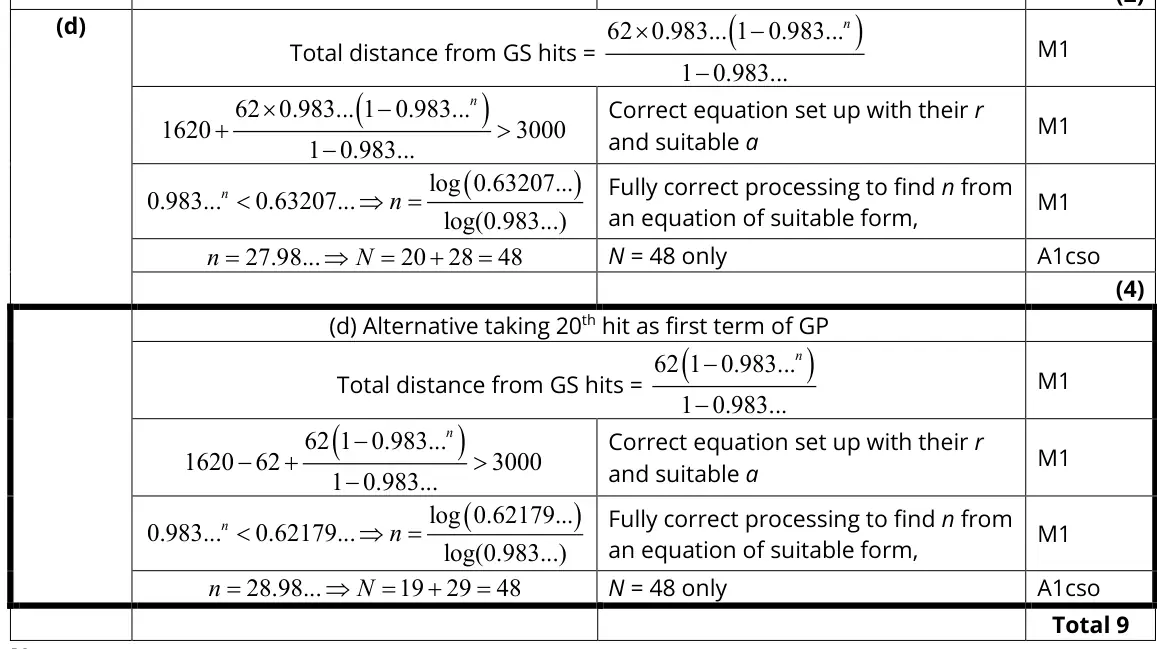 (d)
Total distance from GS hits = 62×0.983...(1−0.983...ⁿ) / 1−0.983...
M1
1620+ 62×0.983...(1−0.983...ⁿ) / 1−0.983... > 3000
Correct equation set up with their r
and suitable a
M1
0.983...ⁿ < 0.63207... ⇒ n = log(0.63207...) / log(0.983...)
Fully correct processing to find n from
an equation of suitable form,
M1
n = 27.98... ⇒ N = 20+28 = 48
N = 48 only
A1cso
(4)
(d) Alternative taking 20th hit as first term of GP
Total distance from GS hits = 62(1−0.983...ⁿ) / 1−0.983...
M1
1620−62+ 62(1−0.983...ⁿ) / 1−0.983... > 3000
Correct equation set up with their r
and suitable a
M1
0.983...ⁿ < 0.62179... ⇒ n = log(0.62179...) / log(0.983...)
Fully correct processing to find n from
an equation of suitable form,
M1
n = 28.98... ⇒ N = 19+29 = 48
N = 48 only
A1cso
Total 9